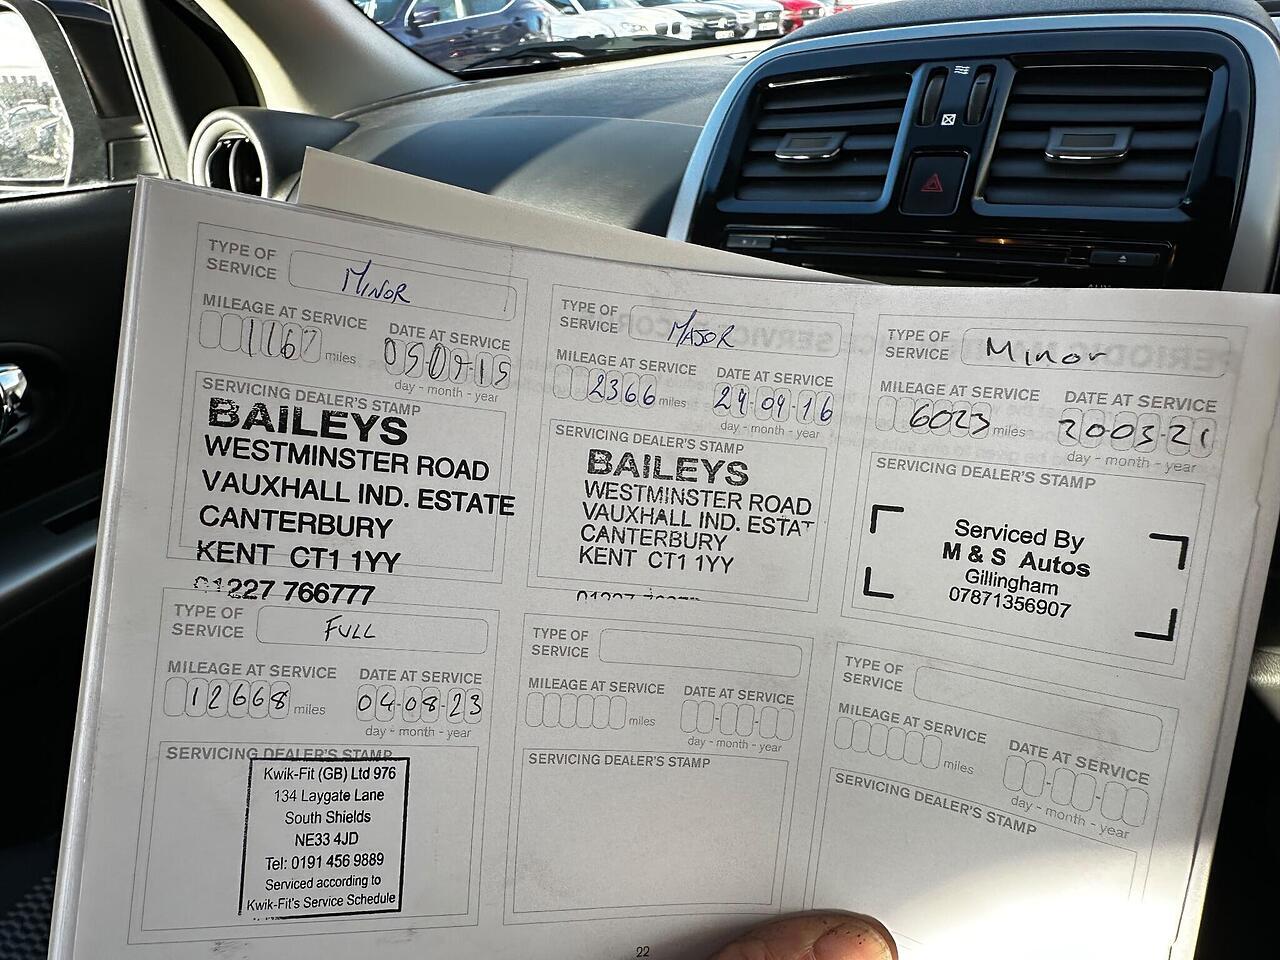 TYPE OF
SERVICE
MINOR
MILEAGE AT SERVICE
1167 miles
DATE AT SERVICE
day - month - year
SERVICING DEALER'S STAMP
BAILEYS
WESTMINSTER ROAD
VAUXHALL IND. ESTATE
CANTERBURY
KENT CT1 1YY
01227 766777
TYPE OF
SERVICE
MAJOR
MILEAGE AT SERVICE
2366 miles
DATE AT SERVICE
29-09-16
day - month - year
SERVICING DEALER'S STAMP
BAILEYS
WESTMINSTER ROAD
VAUXHALL IND. ESTAT
CANTERBURY
KENT CT1 1YY
TYPE OF
SERVICE
Minor
MILEAGE AT SERVICE
6023 miles
DATE AT SERVICE
20-03-21
day - month - year
SERVICING DEALER'S STAMP
Serviced By
M & S Autos
Gillingham
07871356907
TYPE OF
SERVICE
FULL
MILEAGE AT SERVICE
12668 miles
DATE AT SERVICE
04-08-23
day - month - year
SERVICING DEALER'S STAMP
Kwik-Fit (GB) Ltd 976
134 Laygate Lane
South Shields
NE33 4JD
Tel: 0191 456 9889
Serviced according to
Kwik-Fit's Service Schedule
TYPE OF
SERVICE
MILEAGE AT SERVICE
miles
DATE AT SERVICE
day - month - year
SERVICING DEALER'S STAMP
TYPE OF
SERVICE
MILEAGE AT SERVICE
miles
DATE AT SERVICE
day - month - year
SERVICING DEALER'S STAMP
22